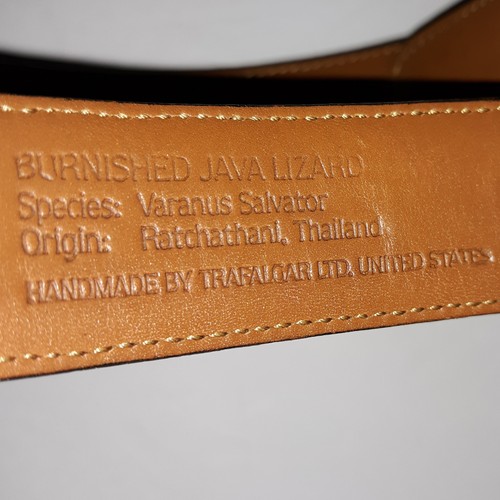 BURNISHED JAVA LIZARD
Species: Varanus Salvator
Origin: Ratchathani, Thailand
HANDMADE BY TRAFALGAR LTD. UNITED STATES